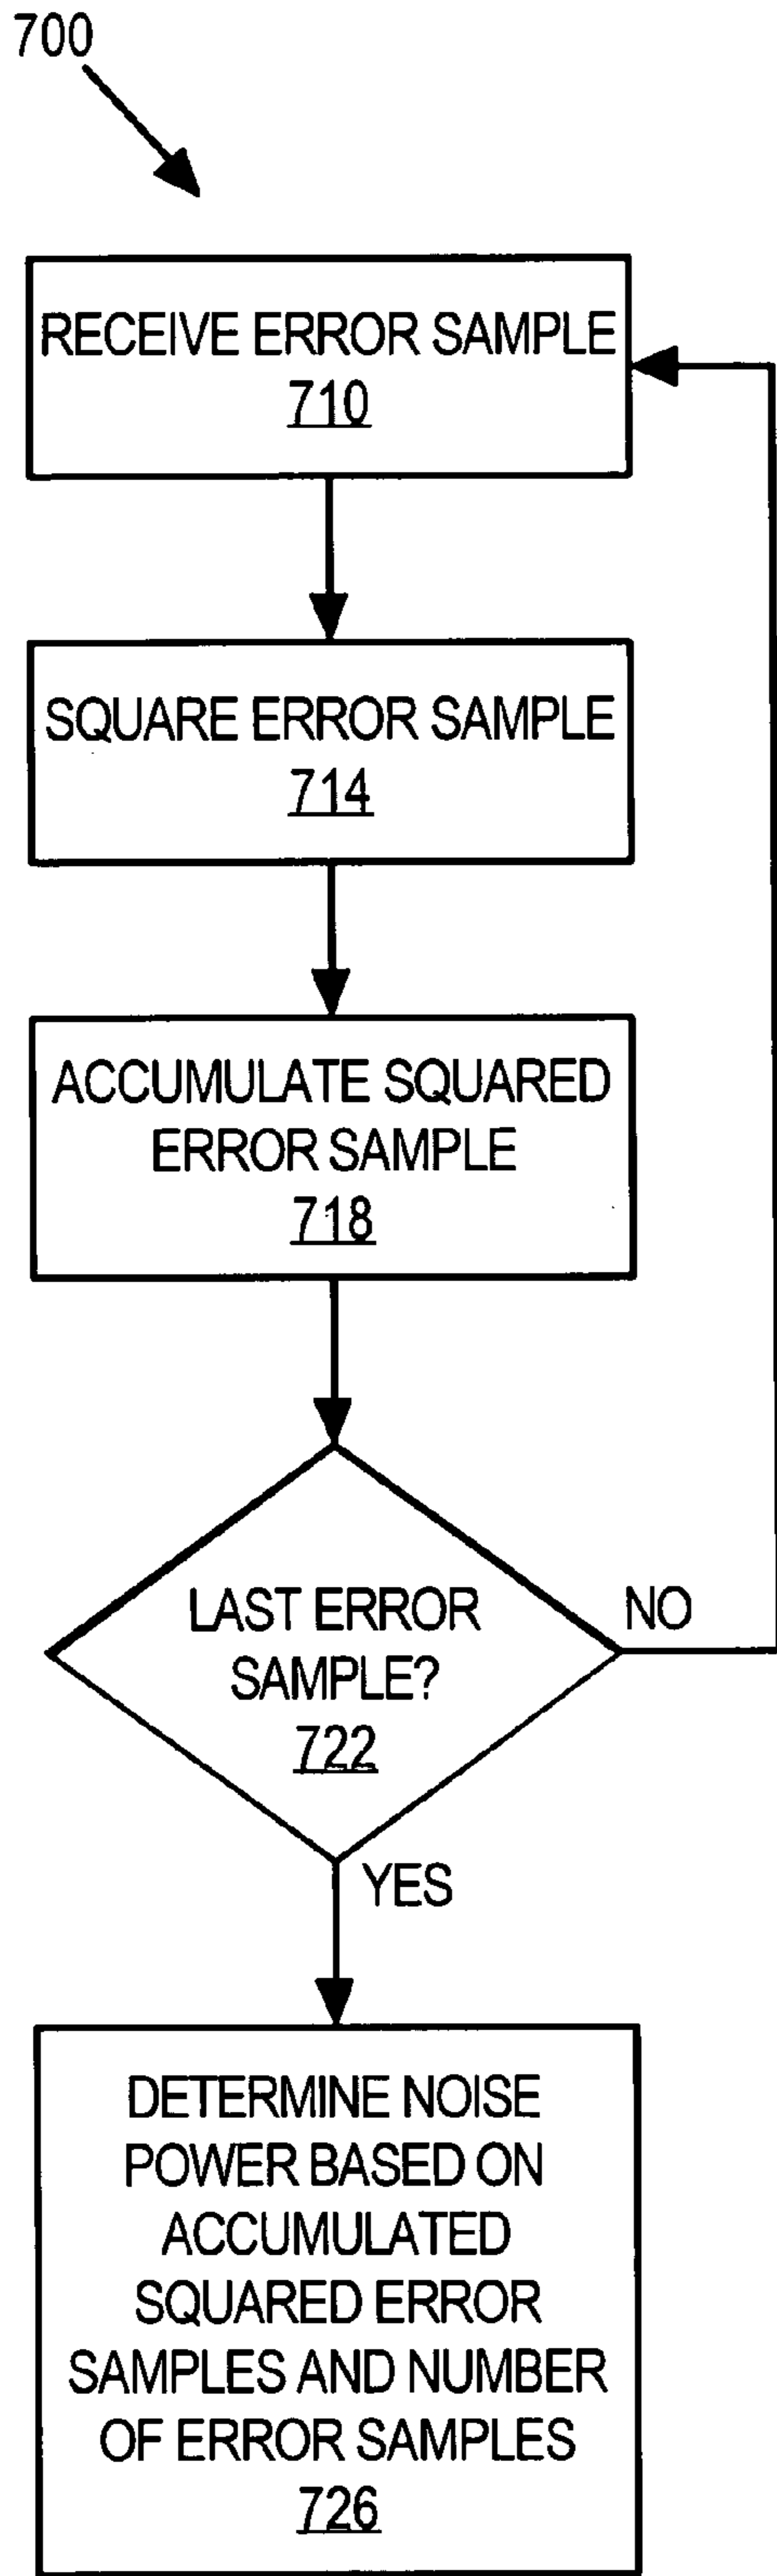 700
RECEIVE ERROR SAMPLE
710
SQUARE ERROR SAMPLE
714
ACCUMULATE SQUARED
ERROR SAMPLE
718
LAST ERROR
SAMPLE?
722
NO
YES
DETERMINE NOISE
POWER BASED ON
ACCUMULATED
SQUARED ERROR
SAMPLES AND NUMBER
OF ERROR SAMPLES
726